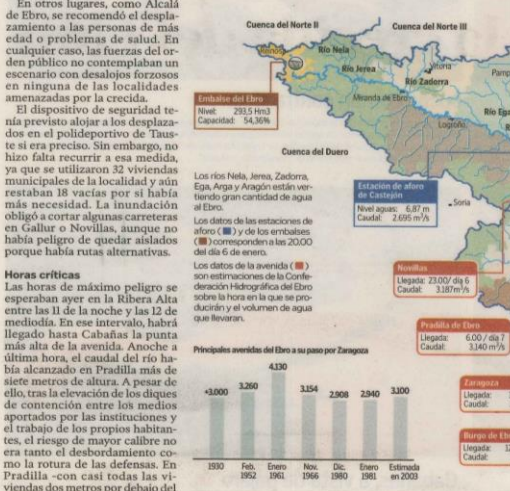 En otros lugares, como Alcalá
de Ebro, se recomendó el despla-
zamiento a las personas de más
edad o problemas de salud. En
cualquier caso, las fuerzas del or-
den público no contemplaban un
escenario con desalojos forzosos
en ninguna de las localidades
amenazadas por la crecida.
El dispositivo de seguridad te-
nía previsto alojar a los desplaza-
dos en el polideportivo de Taus-
te si era preciso. Sin embargo, no
hizo falta recurrir a esa medida,
ya que se utilizaron 32 viviendas
municipales de la localidad y aún
restaban 18 vacías por si había
más necesidad. La inundación
obligó a cortar algunas carreteras
en Gallur o Novillas, aunque no
había peligro de quedar aislados
porque había rutas alternativas.
Horas críticas
Las horas de máximo peligro se
esperaban ayer en la Ribera Alta
entre las 11 de la noche y las 12 de
mediodía. En ese intervalo, habrá
llegado hasta Cabañas la punta
más alta de la avenida. Anoche a
última hora, el caudal del río ha-
bía alcanzado en Pradilla más de
siete metros de altura. A pesar de
ello, tras la elevación de los diques
de contención entre los medios
aportados por las instituciones y
el trabajo de los propios habitan-
tes, el riesgo de mayor calibre no
era tanto el desbordamiento co-
mo la rotura de las defensas. En
Pradilla -con casi todas las vi-
viendas dos metros por debajo del
Cuenca del Norte II
Cuenca del Norte III
Reinosa
Río Nela
Río Jerea
Vitoria
Río Zadorra
Pamp
Miranda de Ebro
Río Ega
Logroño
Embalse del Ebro
Nivel: 293,5 Hm3
Capacidad: 54,36%
Cuenca del Duero
Soria
Los ríos Nela, Jerea, Zadorra,
Ega, Arga y Aragón están ver-
tiendo gran cantidad de agua
al Ebro.
Los datos de las estaciones de
aforo ( ) y de los embalses
( ) corresponden a las 20.00
del día 6 de enero.
Los datos de la avenida ( )
son estimaciones de la Confe-
deración Hidrográfica del Ebro
sobre la hora en la que se pro-
ducirán y el volumen de agua
que llevaran.
Estación de aforo
de Castejón
Nivel aguas: 6,87 m
Caudal: 2.695 m³/s
Novillas
Llegada: 23.00/ día 6
Caudal: 3.187m³/s
Pradilla de Ebro
Llegada: 6.00 / día 7
Caudal: 3.140 m³/s
Zaragoza
Llegada:
Caudal:
Burgo de Eb
Llegada: 12
Caudal:
Principales avenidas del Ebro a su paso por Zaragoza
+3.000 3.260 4.130 3.154 2.908 2.940 3.100
1930 Feb. 1952 Enero 1961 Nov. 1966 Dic. 1980 Enero 1981 Estimada en 2003